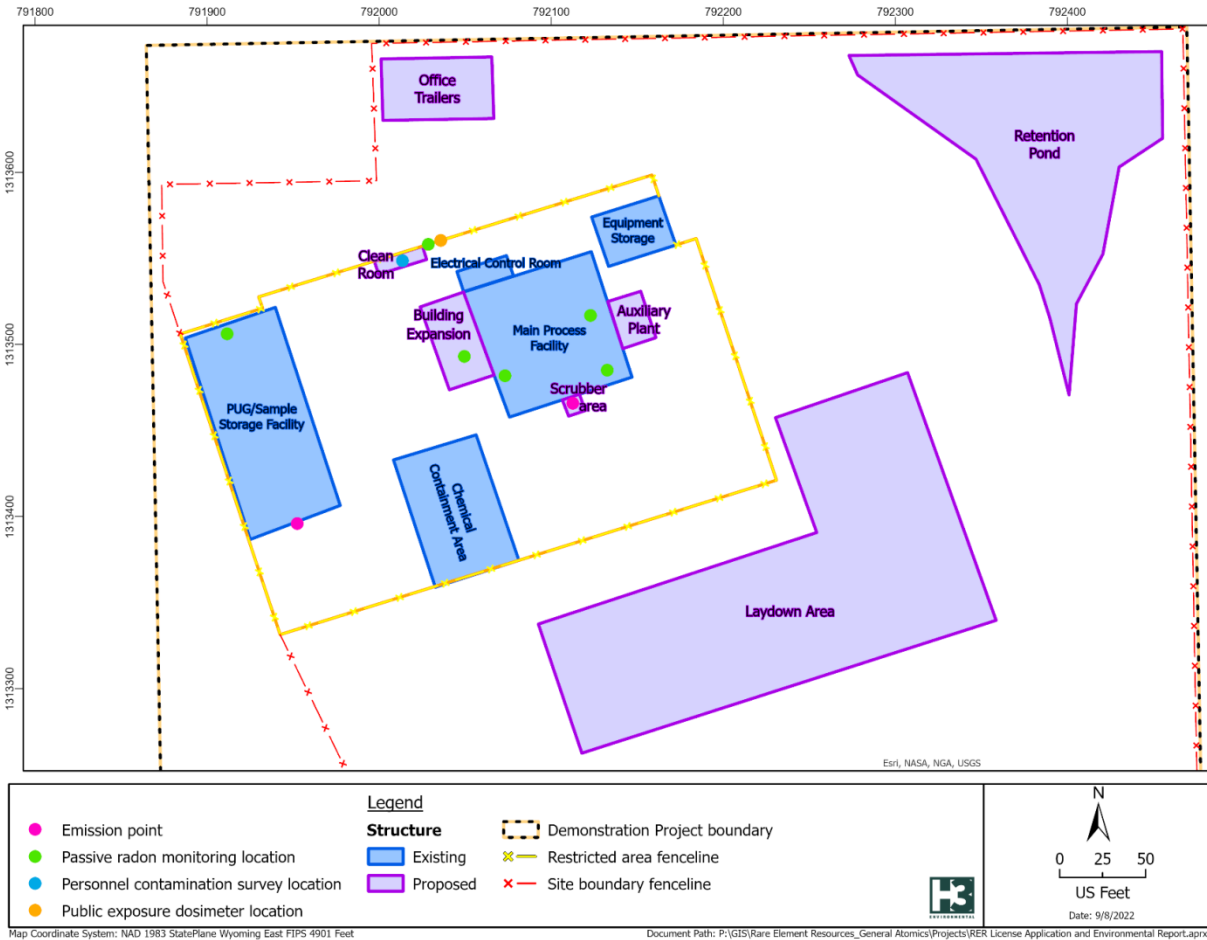 791800
791900
792000
792100
792200
792300
792400
1313600
1313500
1313400
1313300
Office
Trailers
Retention
Pond
Equipment
Storage
Clean
Room
Electrical Control Room
Building
Expansion
Main Process
Facility
Auxiliary
Plant
Scrubber
area
PUG/Sample
Storage Facility
Chemical
Containment Area
Laydown Area
Esri, NASA, NGA, USGS
Legend
Emission point
Passive radon monitoring location
Personnel contamination survey location
Public exposure dosimeter location
Structure
Existing
Proposed
Demonstration Project boundary
Restricted area fenceline
Site boundary fenceline
H3
ENVIRONMENTAL
N
0 25 50
US Feet
Date: 9/8/2022
Map Coordinate System: NAD 1983 StatePlane Wyoming East FIPS 4901 Feet
Document Path: P:\GIS\Rare Element Resources_General Atomics\Projects\RER License Application and Environmental Report.aprx